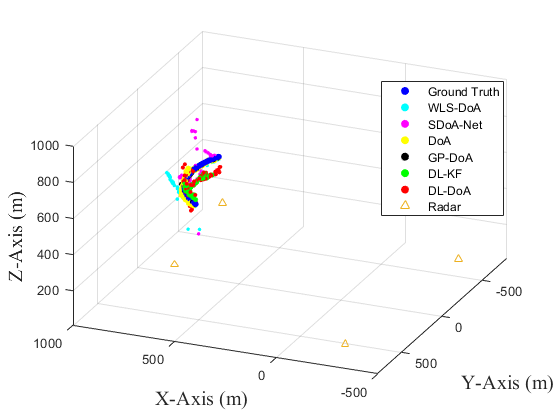 Ground Truth
WLS-DoA
SDoA-Net
DoA
GP-DoA
DL-KF
DL-DoA
Radar
1000
800
600
400
200
Z-Axis (m)
1000
500
0
-500
X-Axis (m)
500
0
-500
Y-Axis (m)